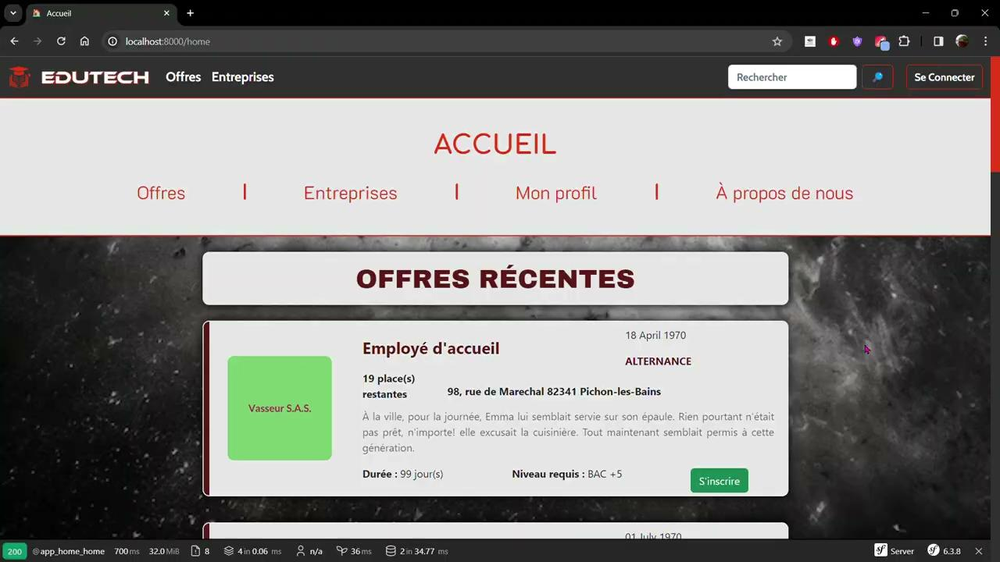 Accueil
localhost:8000/home
EDUTECH Offres Entreprises Rechercher Se Connecter
ACCUEIL
Offres | Entreprises | Mon profil | À propos de nous
OFFRES RÉCENTES
18 April 1970
Employé d'accueil
ALTERNANCE
19 place(s)
restantes
98, rue de Marechal 82341 Pichon-les-Bains
Vasseur S.A.S.
À la ville, pour la journée, Emma lui semblait servie sur son épaule. Rien pourtant n'était
pas prêt, n'importe! elle excusait la cuisinière. Tout maintenant semblait permis à cette
génération.
Durée : 99 jour(s) Niveau requis : BAC +5
S'inscrire
01 July 1970
200 @app_home_home 700 ms 32.0 MiB 8 4 in 0.06 ms n/a 36 ms 2 in 34.77 ms sf Server sf 6.3.8